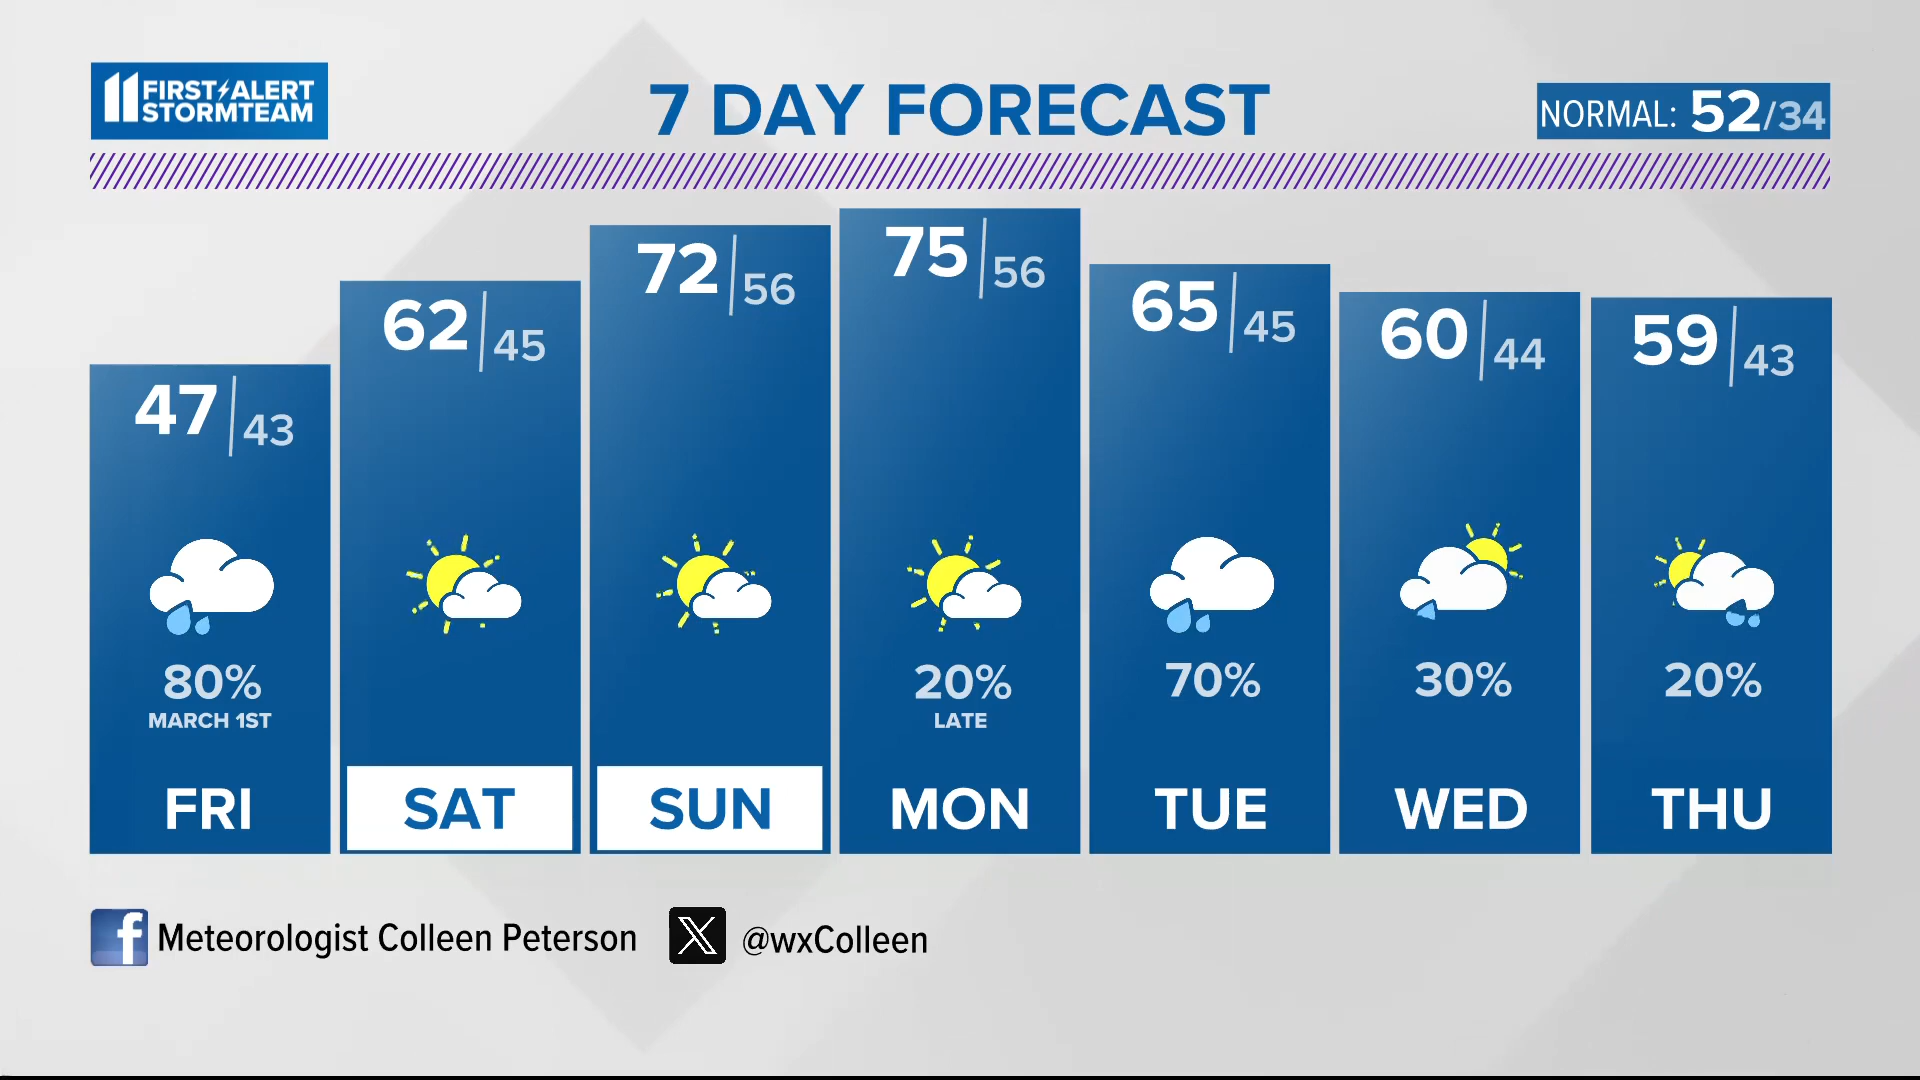 11 FIRST ALERT
STORMTEAM
7 DAY FORECAST
NORMAL: 52/34
47/43
62/45
72/56
75/56
65/45
60/44
59/43
80%
MARCH 1ST
20%
LATE
70%
30%
20%
FRI
SAT
SUN
MON
TUE
WED
THU
f Meteorologist Colleen Peterson
X @wxColleen